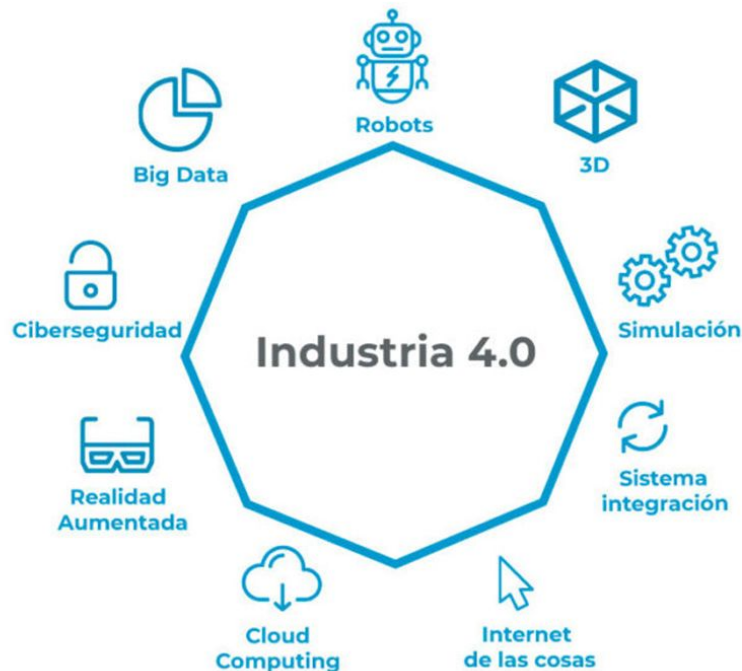 Robots
3D
Big Data
Ciberseguridad
Industria 4.0
Simulación
Realidad
Aumentada
Sistema
integración
Cloud
Computing
Internet
de las cosas